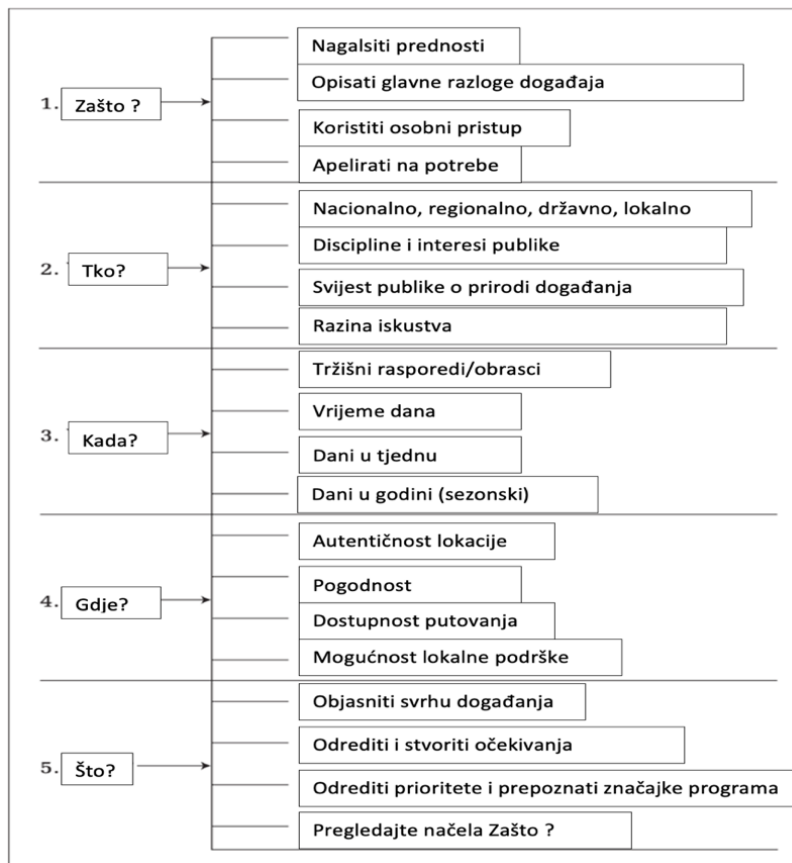 1. Zašto ?
Nagalsiti prednosti
Opisati glavne razloge događaja
Koristiti osobni pristup
Apelirati na potrebe
2. Tko?
Nacionalno, regionalno, državno, lokalno
Discipline i interesi publike
Svijest publike o prirodi događanja
Razina iskustva
3. Kada?
Tržišni rasporedi/obrasci
Vrijeme dana
Dani u tjednu
Dani u godini (sezonski)
4. Gdje?
Autentičnost lokacije
Pogodnost
Dostupnost putovanja
Mogućnost lokalne podrške
5. Što?
Objasniti svrhu događanja
Odrediti i stvoriti očekivanja
Odrediti prioritete i prepoznati značajke programa
Pregledajte načela Zašto ?